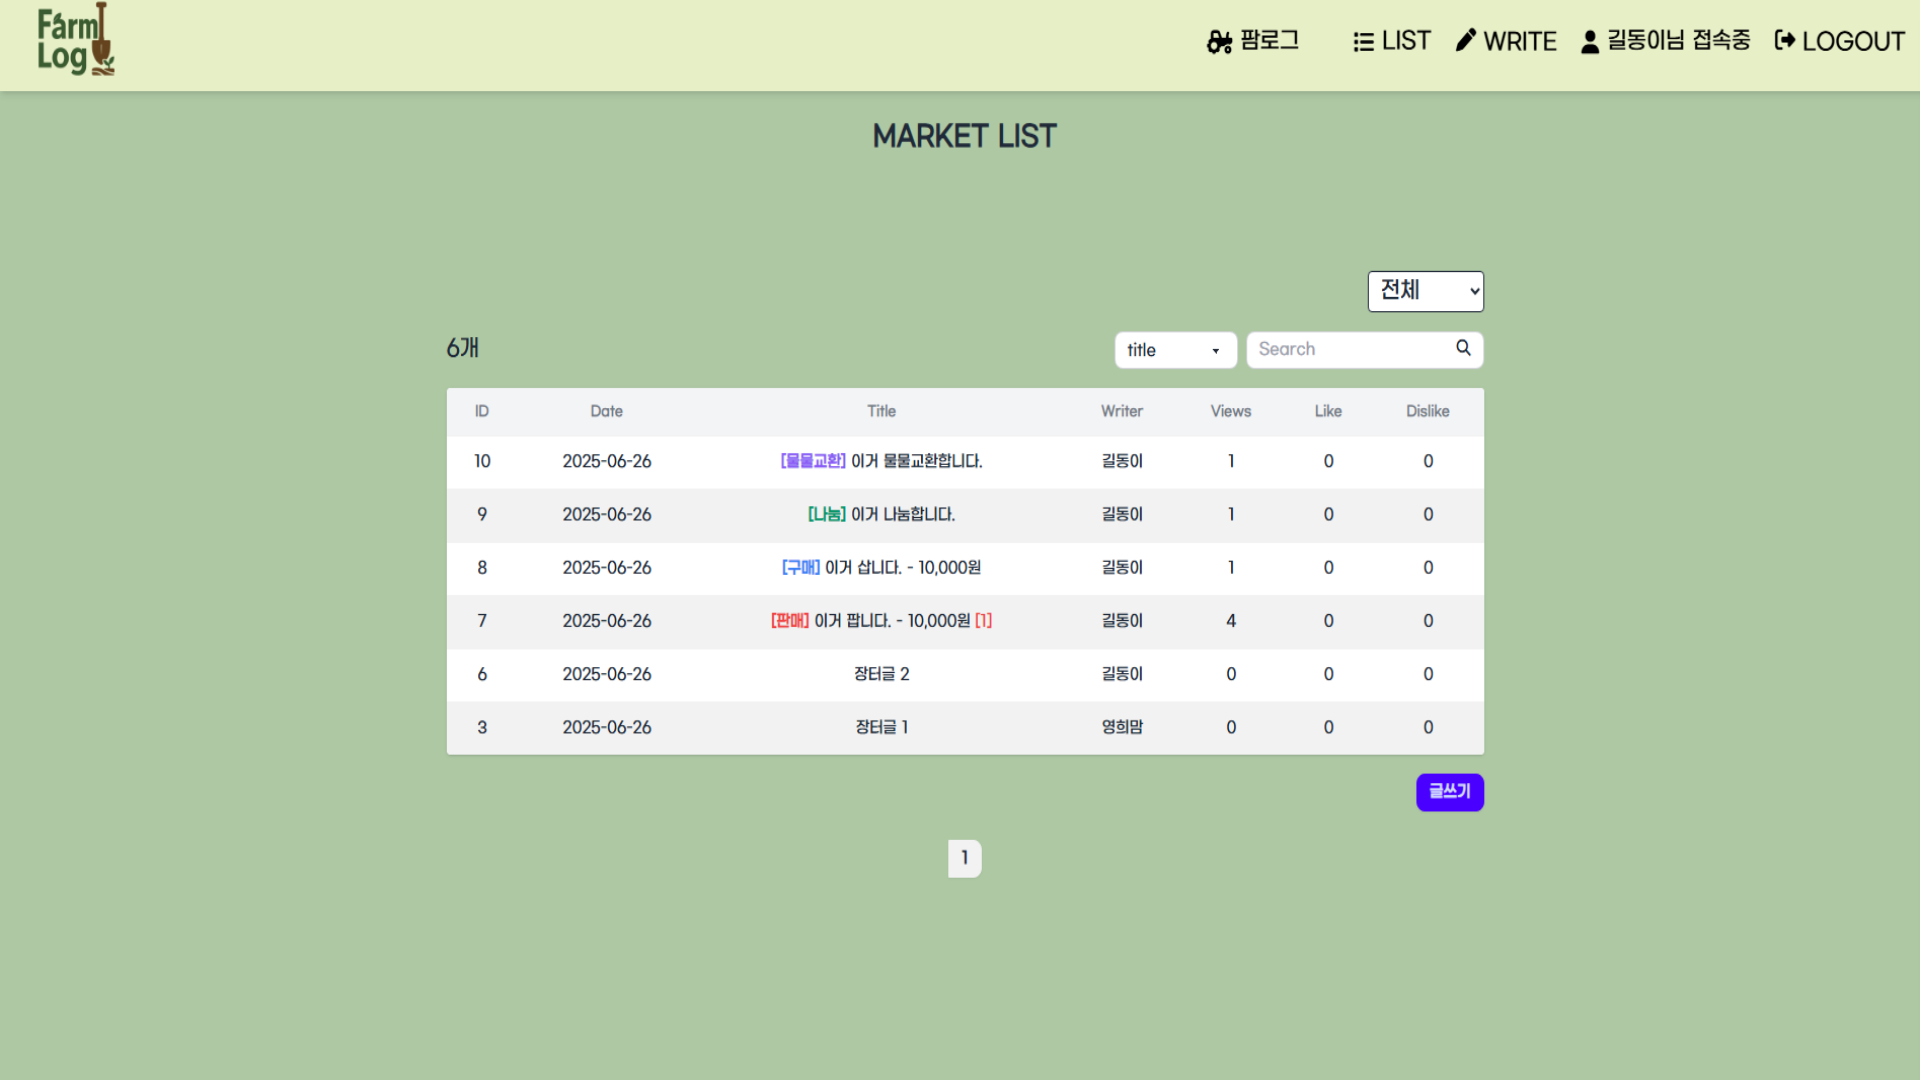 Farm
Log
팜로그 LIST WRITE 길동이님 접속중 LOGOUT
MARKET LIST
전체
6개 title Search
ID Date Title Writer Views Like Dislike
10 2025-06-26 [물물교환] 이거 물물교환합니다. 길동이 1 0 0
9 2025-06-26 [나눔] 이거 나눔합니다. 길동이 1 0 0
8 2025-06-26 [구매] 이거 삽니다. - 10,000원 길동이 1 0 0
7 2025-06-26 [판매] 이거 팝니다. - 10,000원 [1] 길동이 4 0 0
6 2025-06-26 장터글 2 길동이 0 0 0
3 2025-06-26 장터글 1 영희맘 0 0 0
글쓰기
1